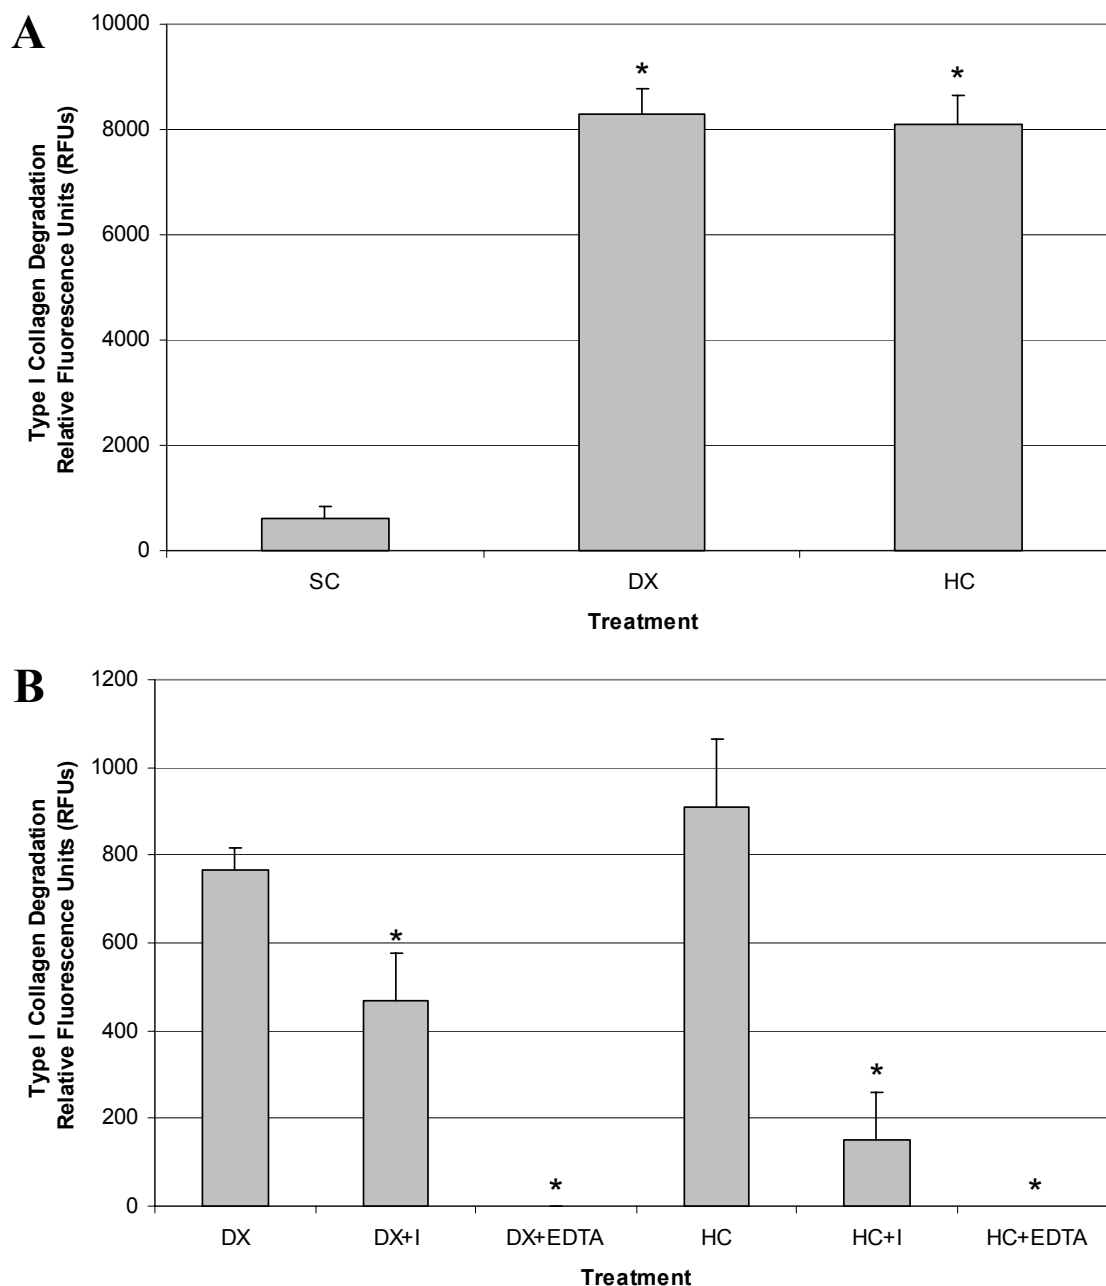 A
10000
8000
6000
4000
2000
0
Type I Collagen Degradation
Relative Fluorescence Units (RFUs)
*
*
SC
DX
HC
Treatment
B
1200
1000
800
600
400
200
0
Type I Collagen Degradation
Relative Fluorescence Units (RFUs)
*
*
*
*
DX
DX+I
DX+EDTA
HC
HC+I
HC+EDTA
Treatment